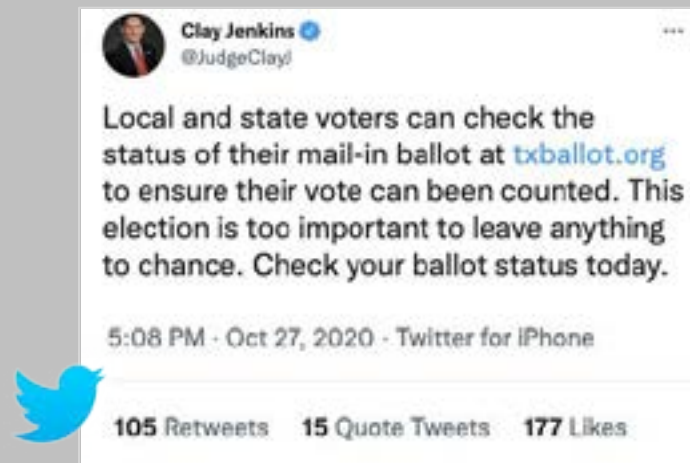 Clay Jenkins
@JudgeClayJ
Local and state voters can check the
status of their mail-in ballot at txballot.org
to ensure their vote can been counted. This
election is too important to leave anything
to chance. Check your ballot status today.
5:08 PM · Oct 27, 2020 · Twitter for iPhone
105 Retweets 15 Quote Tweets 177 Likes